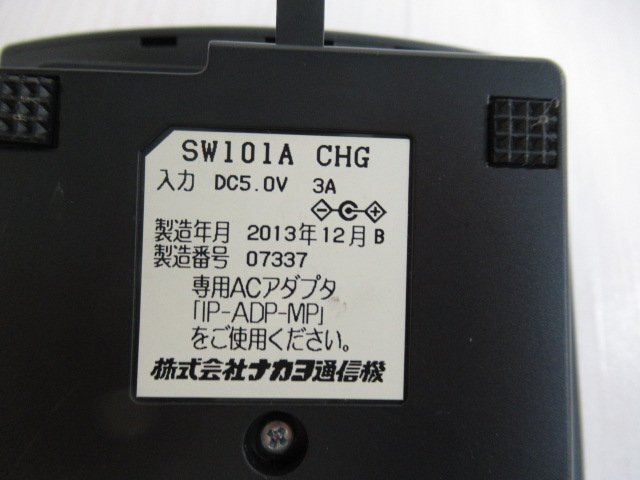 SW101A CHG
入力 DC5.0V 3A
製造年月 2013年12月 B
製造番号 07337
専用ACアダプタ
「IP-ADP-MP」
をご使用ください。
株式会社ナカヨ通信機